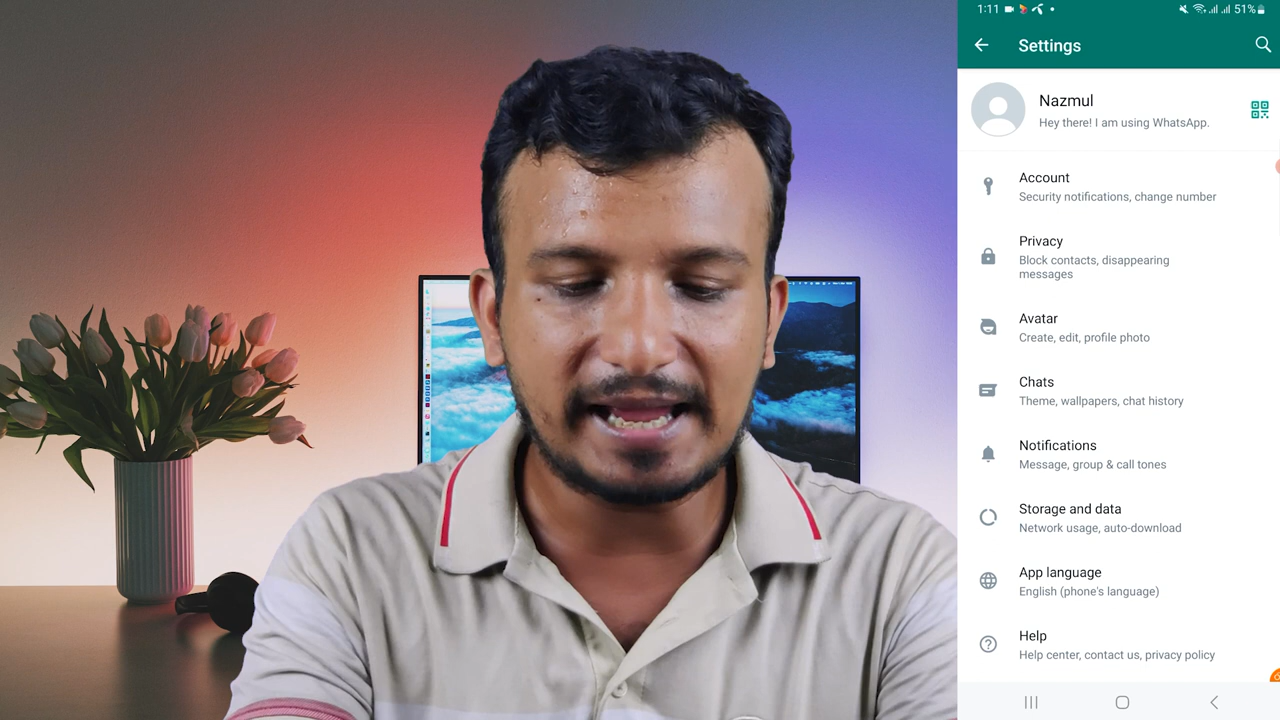 1:11
51%
Settings
Nazmul
Hey there! I am using WhatsApp.
Account
Security notifications, change number
Privacy
Block contacts, disappearing
messages
Avatar
Create, edit, profile photo
Chats
Theme, wallpapers, chat history
Notifications
Message, group & call tones
Storage and data
Network usage, auto-download
App language
English (phone's language)
Help
Help center, contact us, privacy policy